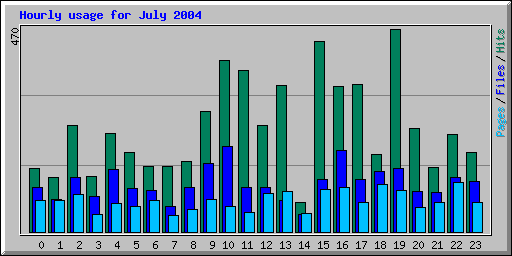 Hourly usage for July 2004
470
Pages/Files/Hits
0 1 2 3 4 5 6 7 8 9 10 11 12 13 14 15 16 17 18 19 20 21 22 23